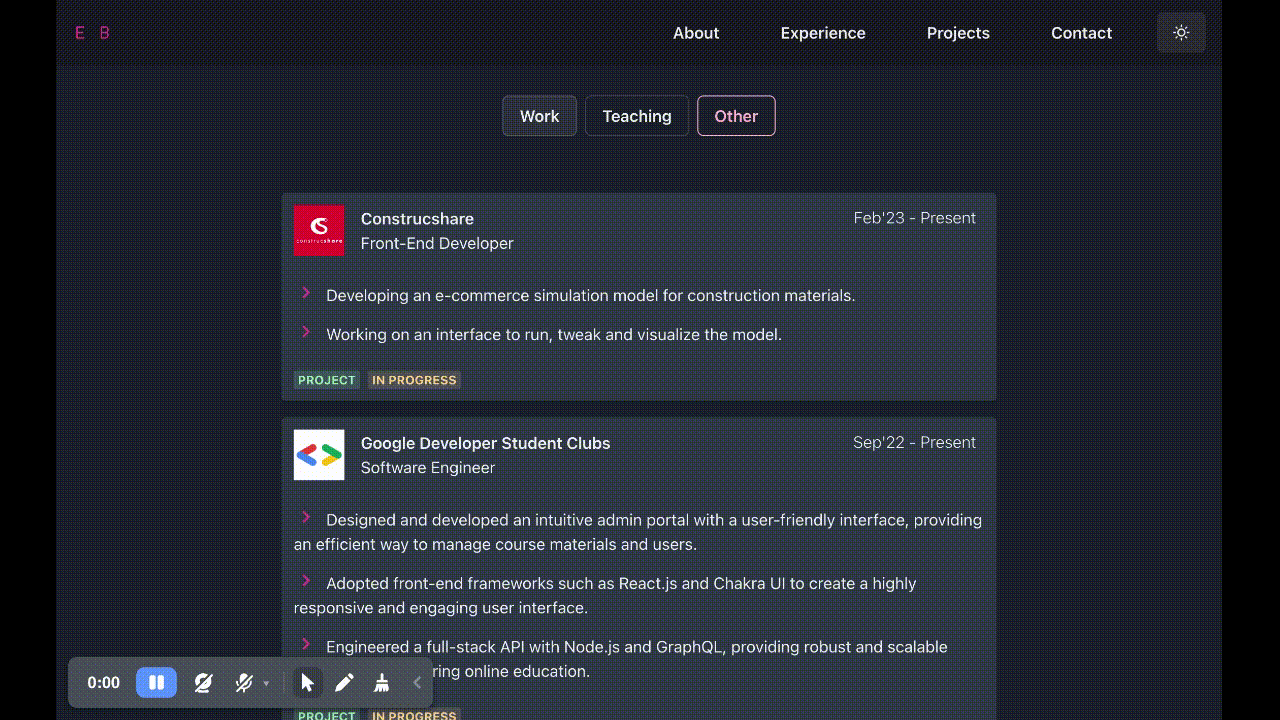 E B
About Experience Projects Contact
Work Teaching Other
Construcshare Feb'23 - Present
Front-End Developer
construcshare
Developing an e-commerce simulation model for construction materials.
Working on an interface to run, tweak and visualize the model.
PROJECT IN PROGRESS
Google Developer Student Clubs Sep'22 - Present
Software Engineer
Designed and developed an intuitive admin portal with a user-friendly interface, providing
an efficient way to manage course materials and users.
Adopted front-end frameworks such as React.js and Chakra UI to create a highly
responsive and engaging user interface.
Engineered a full-stack API with Node.js and GraphQL, providing robust and scalable
ring online education.
0:00
PROJECT IN PROGRESS